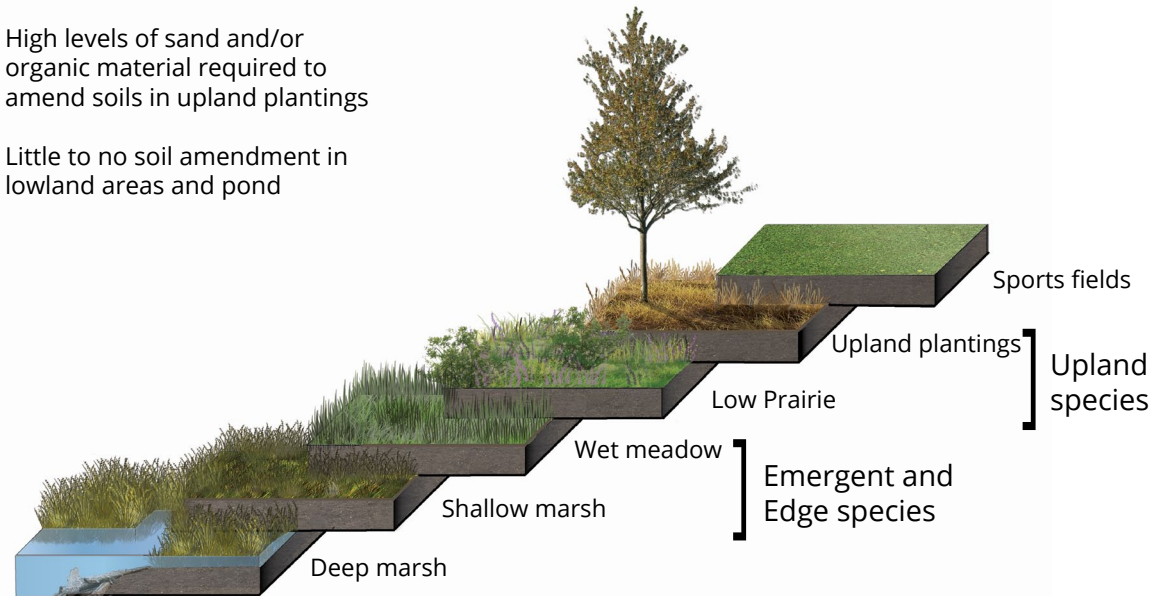 High levels of sand and/or
organic material required to
amend soils in upland plantings
Little to no soil amendment in
lowland areas and pond
Sports fields
Upland plantings
Upland
species
Low Prairie
Wet meadow
Emergent and
Edge species
Shallow marsh
Deep marsh